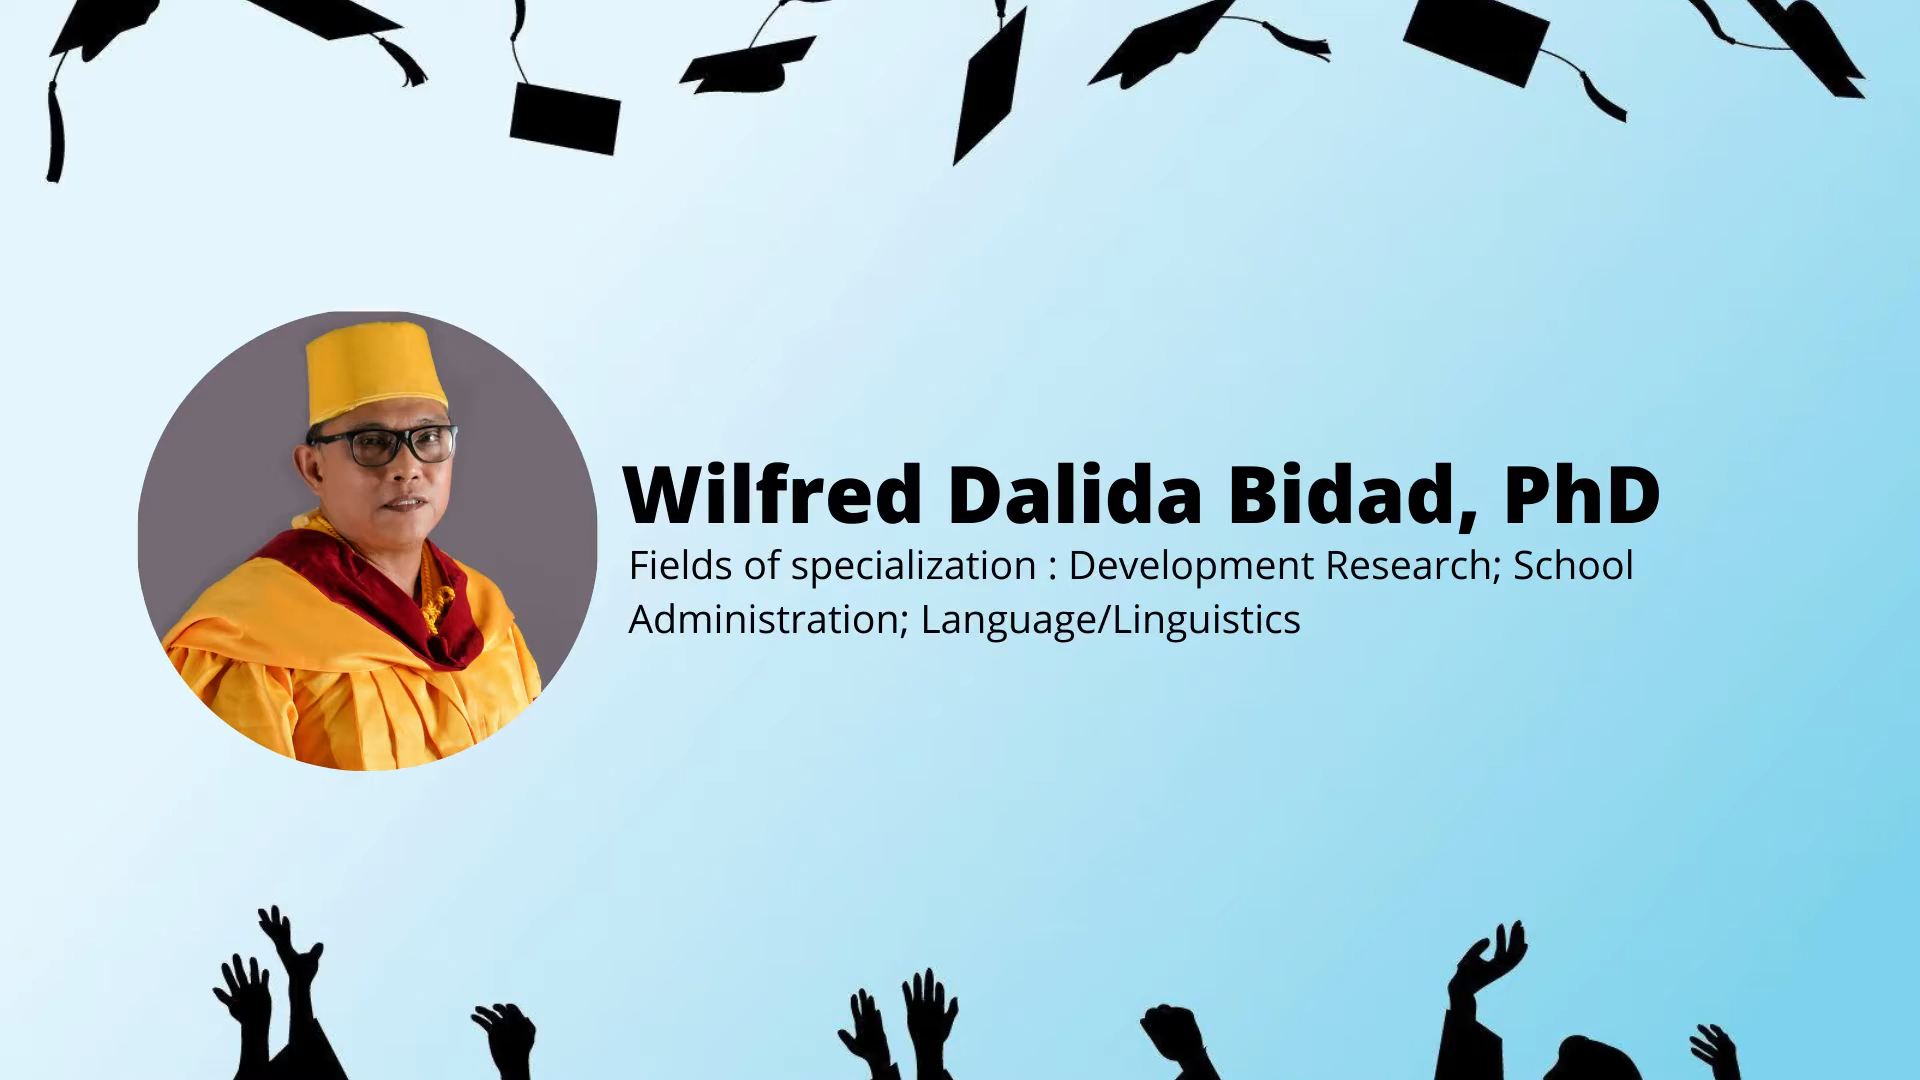 Wilfred Dalida Bidad, PhD
Fields of specialization : Development Research; School
Administration; Language/Linguistics